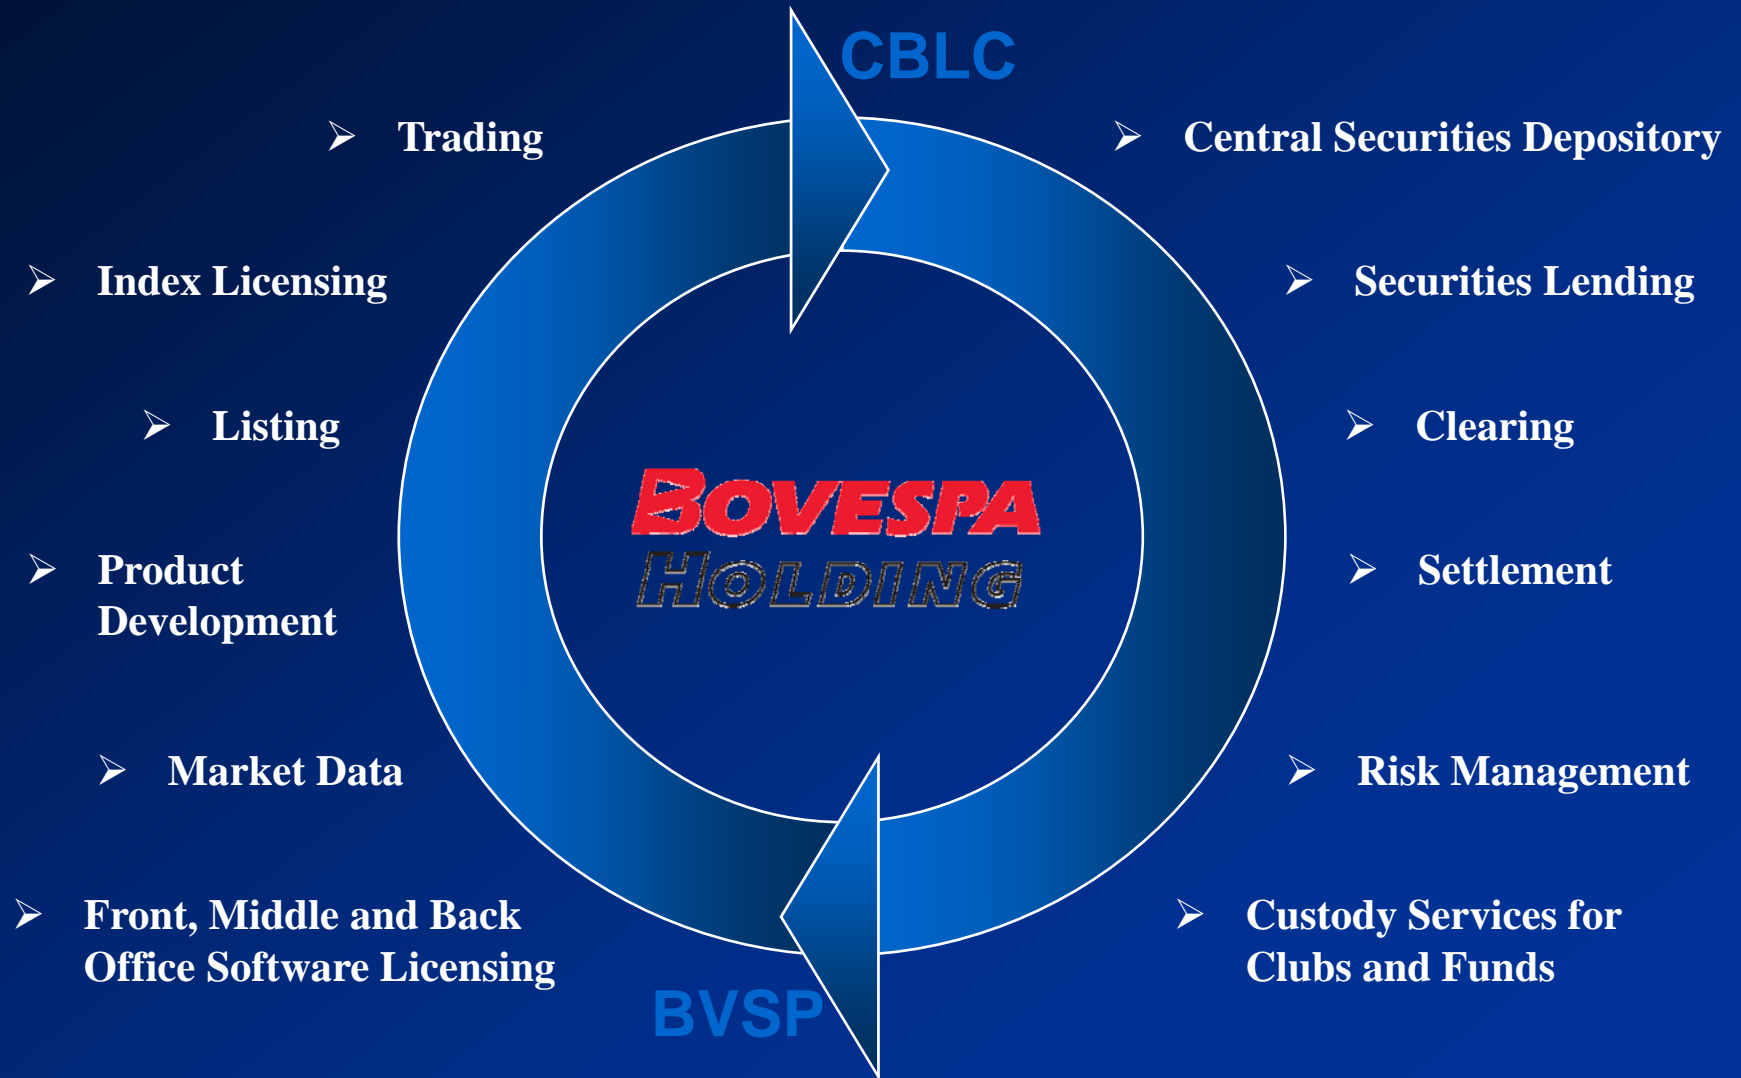 CBLC
Trading
Index Licensing
Listing
Product
Development
Market Data
Front, Middle and Back
Office Software Licensing
BOVESPA
HOLDING
Central Securities Depository
Securities Lending
Clearing
Settlement
Risk Management
Custody Services for
Clubs and Funds
BVSP